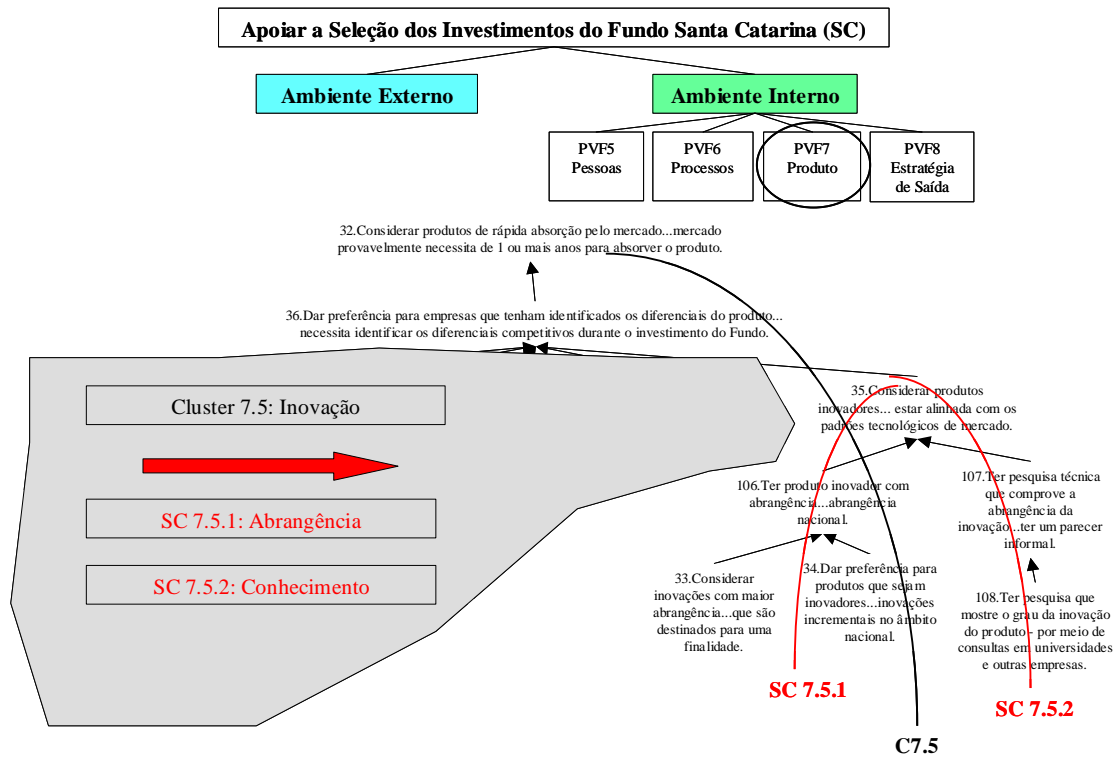 Apoiar a Seleção dos Investimentos do Fundo Santa Catarina (SC)
Ambiente Externo
Ambiente Interno
PVF5
Pessoas
PVF6
Processos
PVF7
Produto
PVF8
Estratégia
de Saída
32.Considerar produtos de rápida absorção pelo mercado...mercado
provavelmente necessita de 1 ou mais anos para absorver o produto.
36.Dar preferência para empresas que tenham identificados os diferenciais do produto...
necessita identificar os diferenciais competitivos durante o investimento do Fundo.
Cluster 7.5: Inovação
SC 7.5.1: Abrangência
SC 7.5.2: Conhecimento
35.Considerar produtos
inovadores... estar alinhada com os
padrões tecnológicos de mercado.
106.Ter produto inovador com
abrangência...abrangência
nacional.
107.Ter pesquisa técnica
que comprove a
abrangência da
inovação...ter um parecer
informal.
33.Considerar
inovações com maior
abrangência...que são
destinados para uma
finalidade.
34.Dar preferência para
produtos que sejam
inovadores...inovações
incrementais no âmbito
nacional.
108.Ter pesquisa que
mostre o grau da inovação
do produto - por meio de
consultas em universidades
e outras empresas.
SC 7.5.1
SC 7.5.2
C7.5